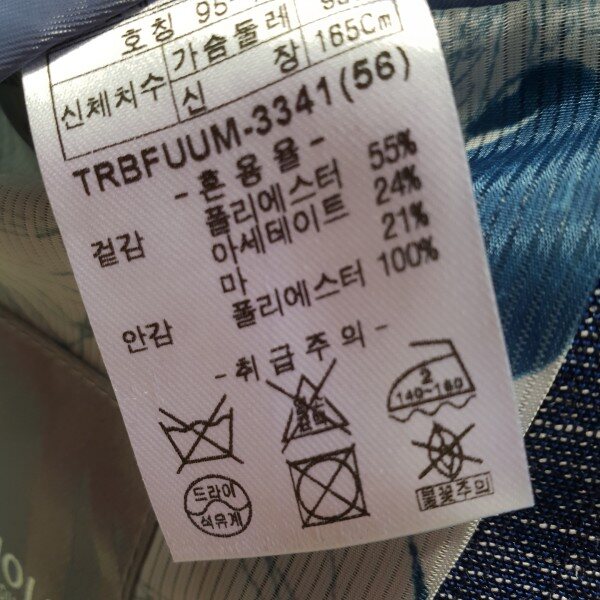 호칭 95-
신체치수 가슴둘레
신 장 165Cm
TRBFUUM-3341(56)
- 혼용율 -
겉감 폴리에스터 55%
아세테이트 24%
마 21%
안감 폴리에스터 100%
- 취급주의 -
2
140~160
드라이
석유계
불꽃주의